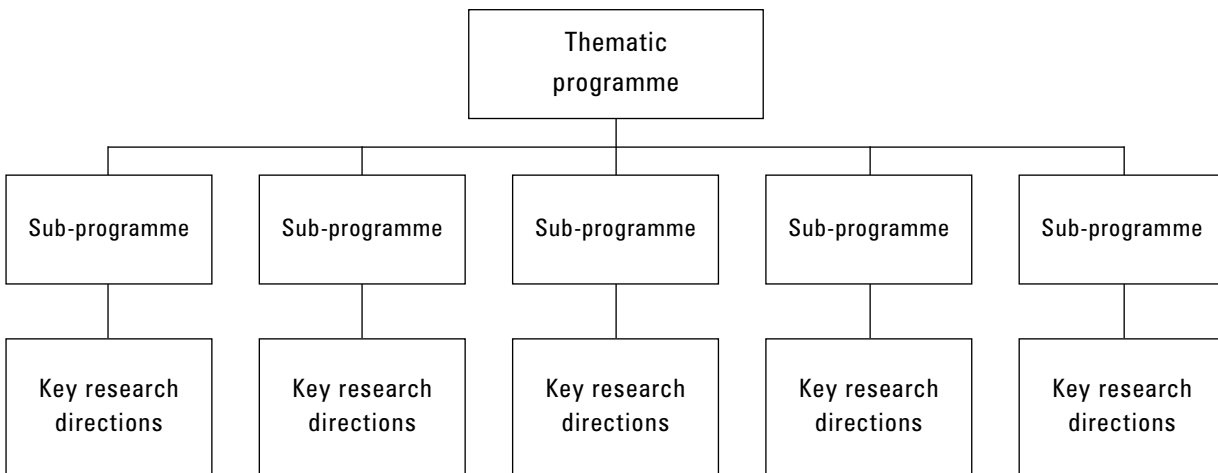 Thematic
programme
Sub-programme
Sub-programme
Sub-programme
Sub-programme
Sub-programme
Key research
directions
Key research
directions
Key research
directions
Key research
directions
Key research
directions